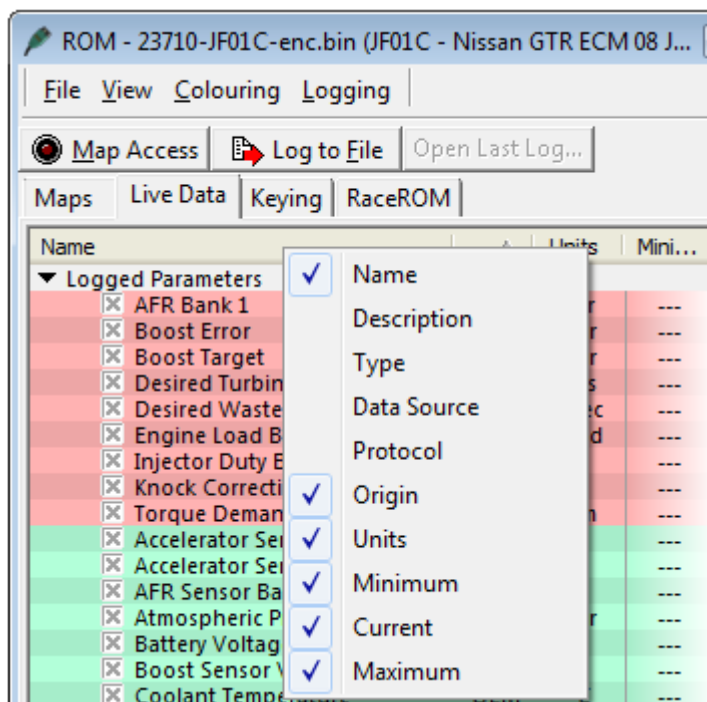 ROM - 23710-JF01C-enc.bin (JF01C - Nissan GTR ECM 08 J...
File View Colouring Logging
Map Access Log to File Open Last Log...
Maps Live Data Keying RaceROM
Name Units Mini...
Logged Parameters
AFR Bank 1 ---
Boost Error ---
Boost Target ---
Desired Turbin ---
Desired Waste ---
Engine Load B ---
Injector Duty ---
Knock Correcti ---
Torque Deman ---
Accelerator Se ---
Accelerator Se ---
AFR Sensor Ba ---
Atmospheric P ---
Battery Voltag ---
Boost Sensor ---
Coolant ---
Name
Description
Type
Data Source
Protocol
Origin
Units
Minimum
Current
Maximum